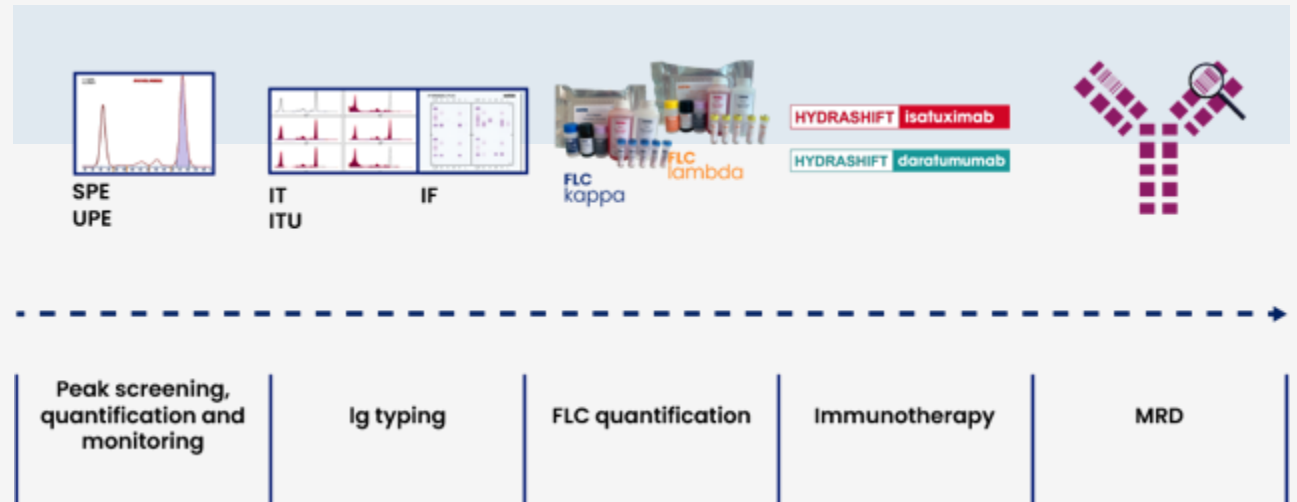 SPE
UPE
IT
ITU
IF
FLC
kappa
FLC
lambda
HYDRASHIFT isatuximab
HYDRASHIFT daratumumab
Peak screening,
quantification and
monitoring
Ig typing
FLC quantification
Immunotherapy
MRD